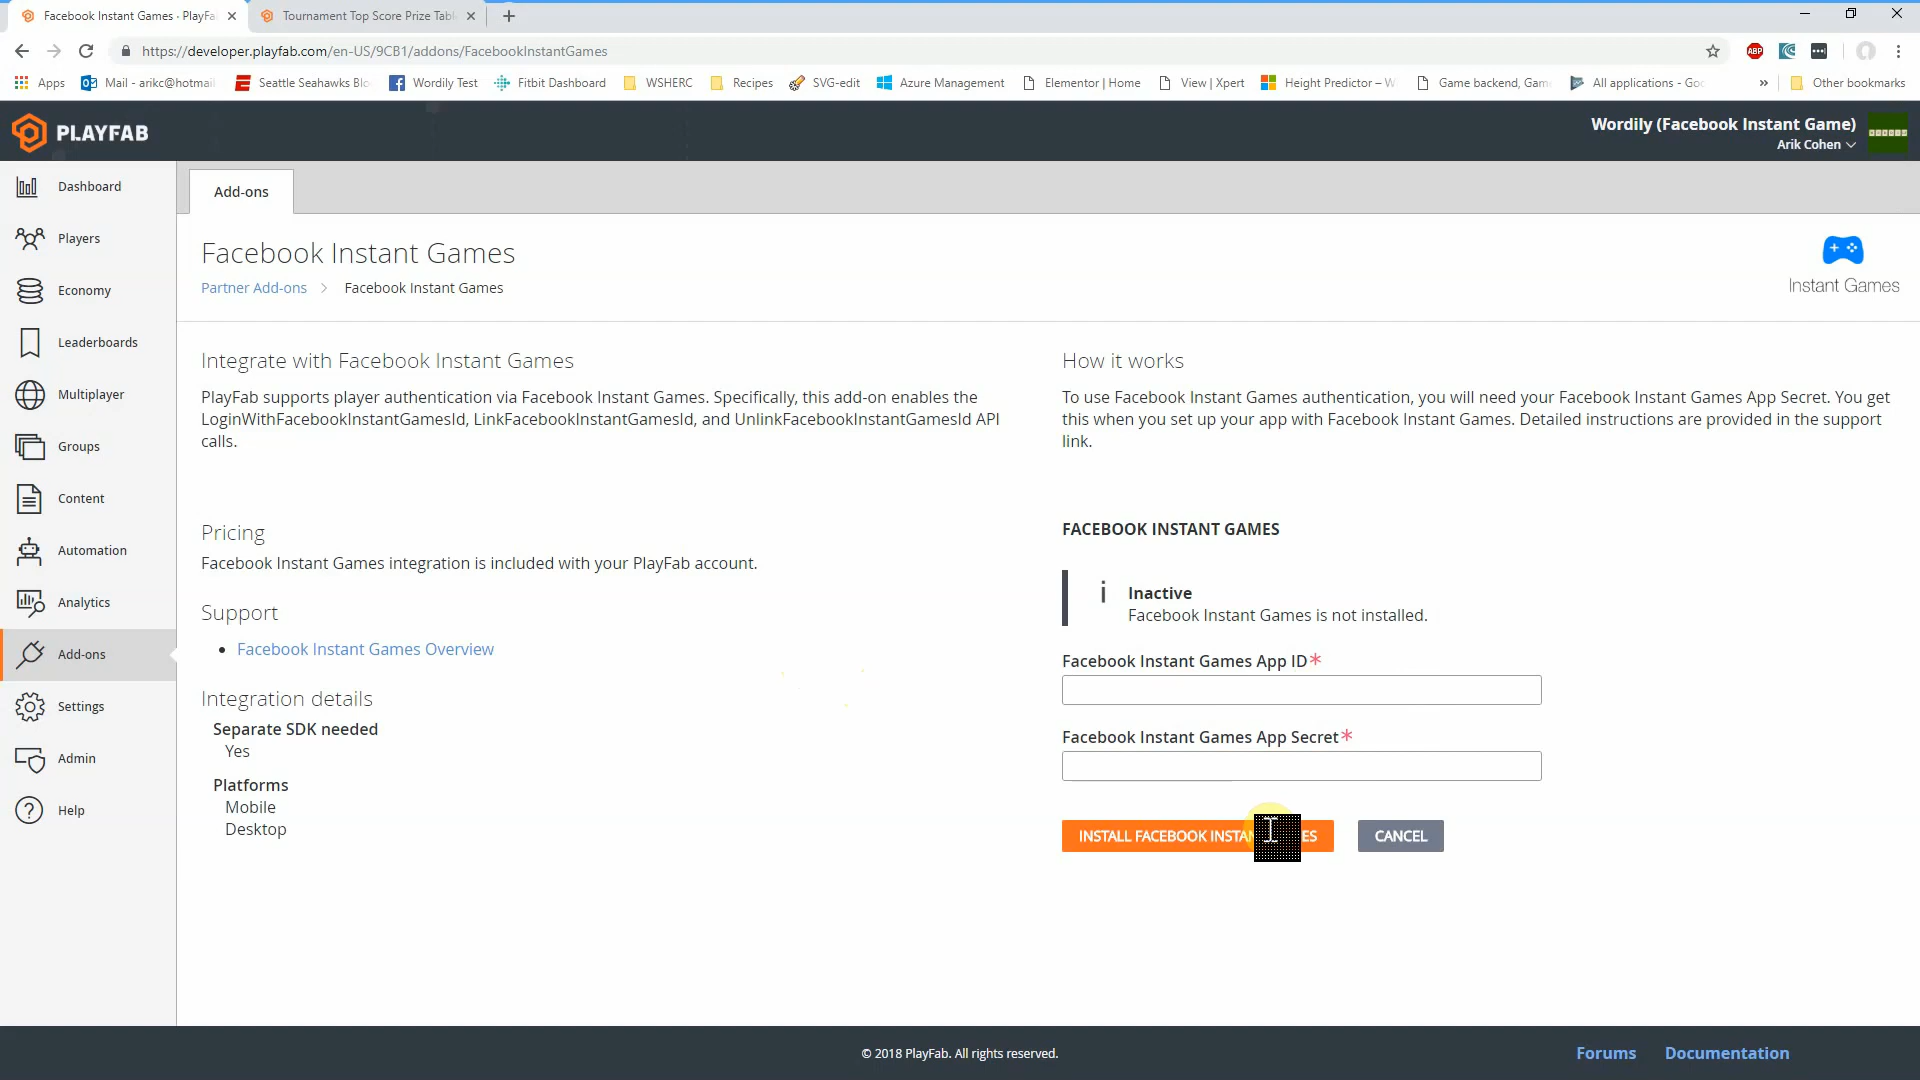 Facebook Instant Games · PlayFa
Tournament Top Score Prize Tabl
https://developer.playfab.com/en-US/9CB1/addons/FacebookInstantGames
ABP
Apps
Mail - arikc@hotmai
Seattle Seahawks Blo
Wordily Test
Fitbit Dashboard
WSHERC
Recipes
SVG-edit
Azure Management
Elementor | Home
View | Xpert
Height Predictor – W
Game backend, Gam
All applications - Goo
»
Other bookmarks
PLAYFAB
Wordily (Facebook Instant Game)
Arik Cohen
Dashboard
Players
Economy
Leaderboards
Multiplayer
Groups
Content
Automation
Analytics
Add-ons
Settings
Admin
Help
Add-ons
Facebook Instant Games
Partner Add-ons > Facebook Instant Games
Instant Games
Integrate with Facebook Instant Games
PlayFab supports player authentication via Facebook Instant Games. Specifically, this add-on enables the
LoginWithFacebookInstantGamesId, LinkFacebookInstantGamesId, and UnlinkFacebookInstantGamesId API
calls.
Pricing
Facebook Instant Games integration is included with your PlayFab account.
Support
• Facebook Instant Games Overview
Integration details
Separate SDK needed
Yes
Platforms
Mobile
Desktop
How it works
To use Facebook Instant Games authentication, you will need your Facebook Instant Games App Secret. You get
this when you set up your app with Facebook Instant Games. Detailed instructions are provided in the support
link.
FACEBOOK INSTANT GAMES
i Inactive
Facebook Instant Games is not installed.
Facebook Instant Games App ID*
Facebook Instant Games App Secret*
INSTALL FACEBOOK INSTAN ES
CANCEL
© 2018 PlayFab. All rights reserved.
Forums
Documentation